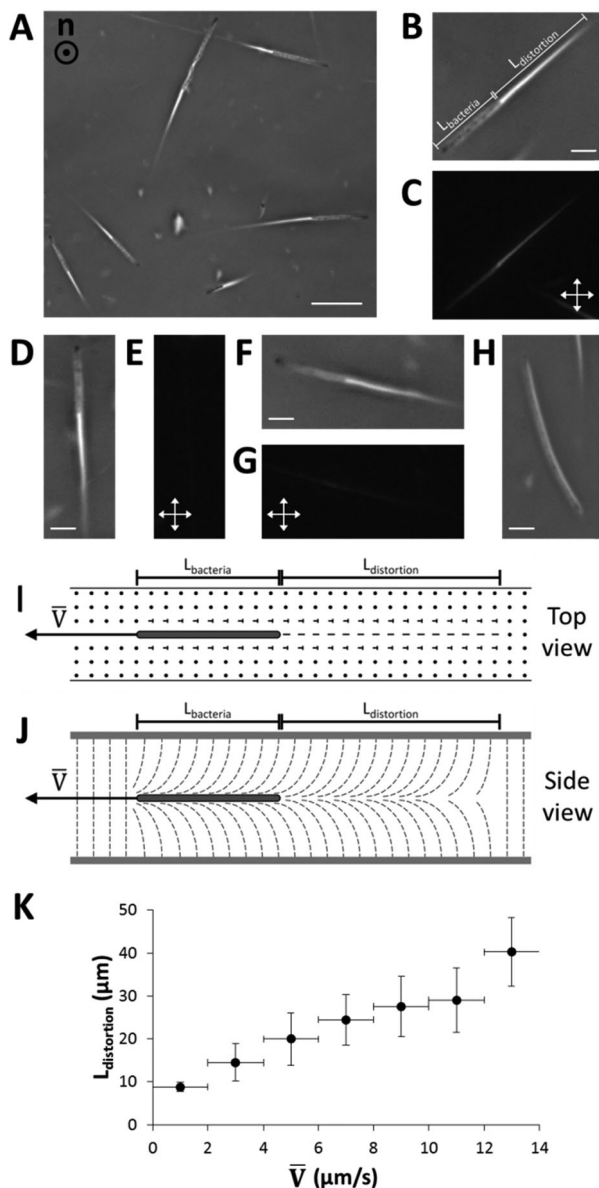 A
n
B
L_bacteria
L_distortion
C
D
E
F
G
H
I
L_bacteria
L_distortion
V̅
Top view
J
L_bacteria
L_distortion
V̅
Side view
K
L_distortion (μm)
50
40
30
20
10
0
0 2 4 6 8 10 12 14
V̅ (μm/s)